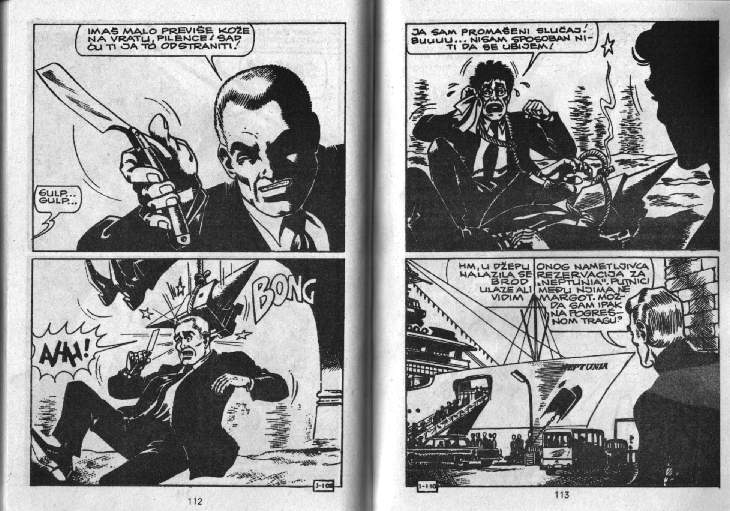 IMAŠ MALO PREVIŠE KOŽE
NA VRATU, PILENCE! SAD
ĆU TI JA TO ODSTRANITI!
GULP...
GULP...
BONG
AHH!
112
JA SAM PROMAŠENI SLUČAJ!
BUUUU... NISAM SPOSOBAN NI-
TI DA SE UBIJEM!
HM, U DŽEPU
NALAZILA SE
BROD
ULAZE ALI
VIDIM
ONOG NAMETLJIVCA
REZERVACIJA ZA
„NEPTUNIA”. PUTNICI
MEĐU NJIMA NE
MARGOT. MOŽ-
DA SAM IPAK
NA POGREŠ-
NOM TRAGU?
NEPTUNIA
113